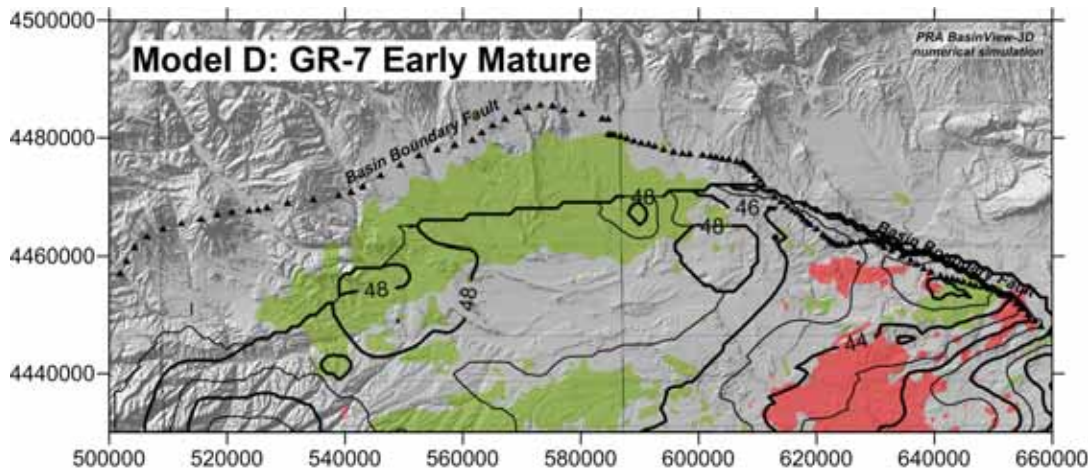 4500000
PRA BasinView-3D
numerical simulation
Model D: GR-7 Early Mature
4480000
Basin Boundary Fault
48
48
46
4460000
Basin Boundary Fault
48
48
44
4440000
500000 520000 540000 560000 580000 600000 620000 640000 660000